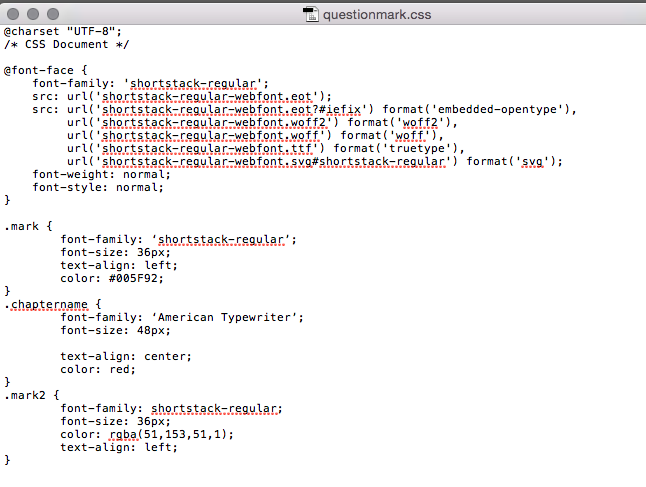 questionmark.css
@charset "UTF-8";
/* CSS Document */
@font-face {
font-family: 'shortstack-regular';
src: url('shortstack-regular-webfont.eot');
src: url('shortstack-regular-webfont.eot?#iefix') format('embedded-opentype'),
url('shortstack-regular-webfont.woff2') format('woff2'),
url('shortstack-regular-webfont.woff') format('woff'),
url('shortstack-regular-webfont.ttf') format('truetype'),
url('shortstack-regular-webfont.svg#shortstack-regular') format('svg');
font-weight: normal;
font-style: normal;
}
.mark {
font-family: ‘shortstack-regular’;
font-size: 36px;
text-align: left;
color: #005F92;
}
.chaptername {
font-family: ‘American Typewriter’;
font-size: 48px;
text-align: center;
color: red;
}
.mark2 {
font-family: shortstack-regular;
font-size: 36px;
color: rgba(51,153,51,1);
text-align: left;
}